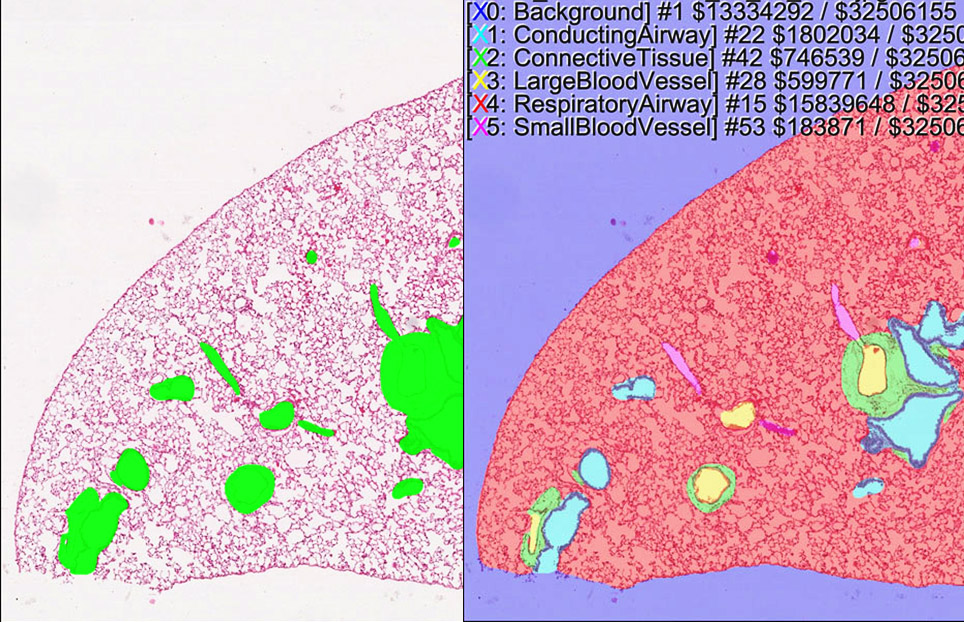 [X0: Background] #1 $13334292 / $32506155
[X1: ConductingAirway] #22 $1802034 / $3250
[X2: ConnectiveTissue] #42 $746539 / $32506
[X3: LargeBloodVessel] #28 $599771 / $32506
[X4: RespiratoryAirway] #15 $15839648 / $325
[X5: SmallBloodVessel] #53 $183871 / $32506